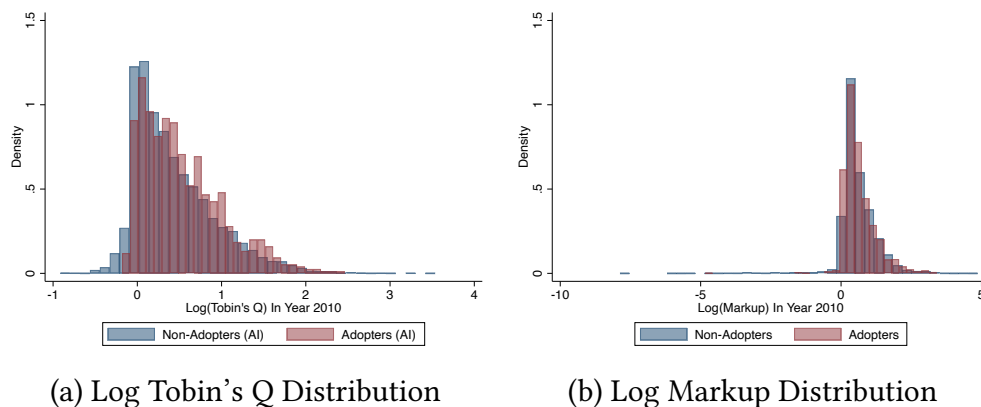 1.5
1
.5
0
Density
-1 0 1 2 3 4
Log(Tobin's Q) In Year 2010
Non-Adopters (AI) Adopters (AI)
(a) Log Tobin's Q Distribution
1.5
1
.5
0
Density
-10 -5 0 5
Log(Markup) In Year 2010
Non-Adopters Adopters
(b) Log Markup Distribution